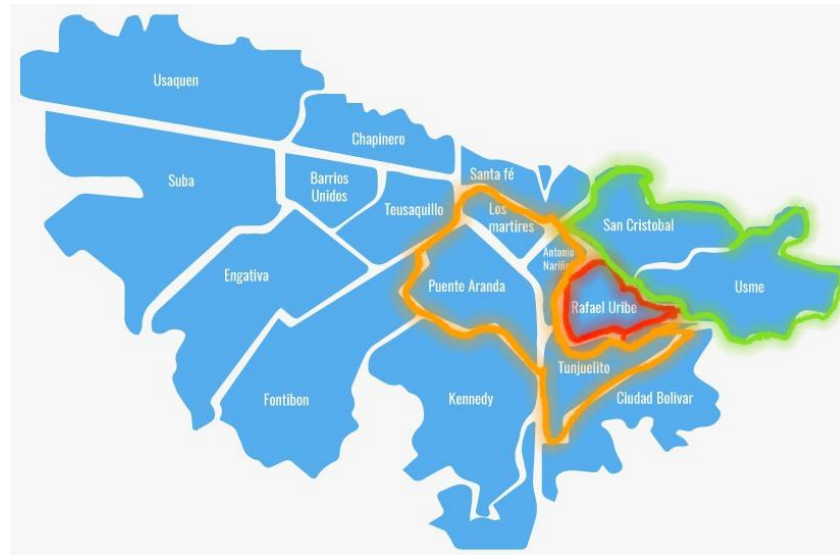 Usaquen
Chapinero
Suba
Barrios
Unidos
Santa fé
Teusaquillo
Los
martires
San Cristobal
Engativa
Antonio
Nariño
Puente Aranda
Usme
Rafael Uribe
Tunjuelito
Fontibon
Kennedy
Ciudad Bolivar